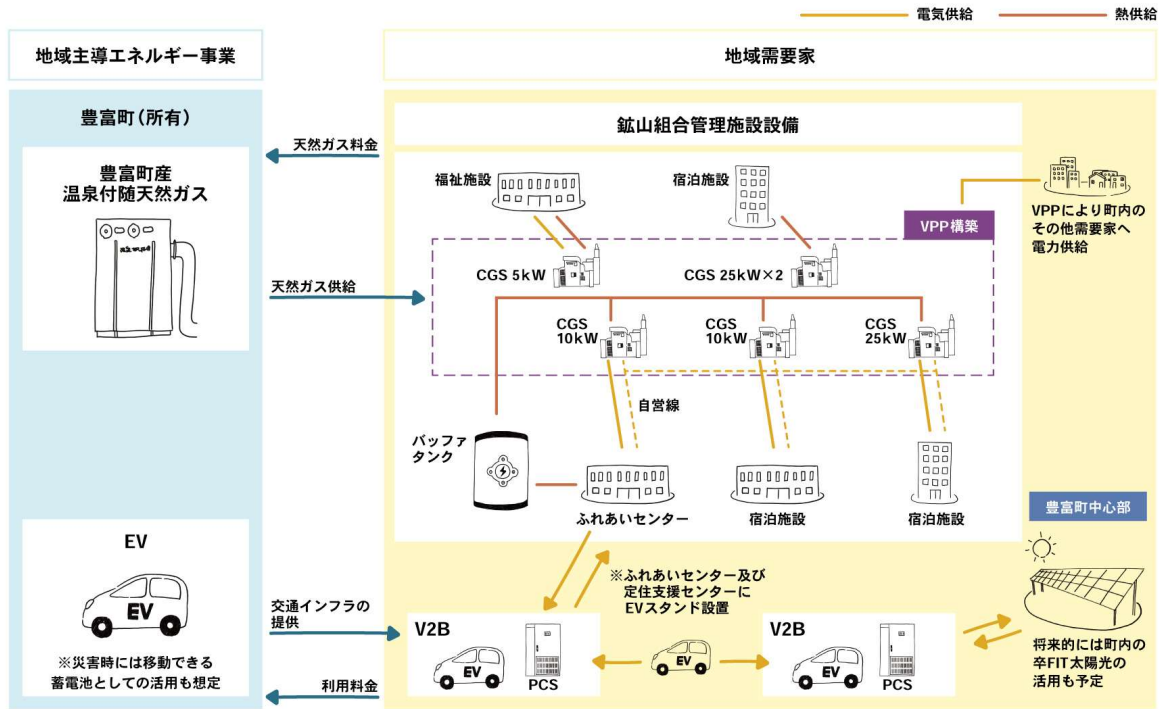 電気供給
熱供給
地域主導エネルギー事業
地域需要家
豊富町（所有）
豊富町産
温泉付随天然ガス
天然ガス料金
天然ガス供給
鉱山組合管理施設設備
福祉施設
宿泊施設
VPP構築
VPPにより町内の
その他需要家へ
電力供給
CGS 5kW
CGS 25kW×2
CGS
10kW
CGS
10kW
CGS
25kW
自営線
バッファ
タンク
ふれあいセンター
宿泊施設
宿泊施設
豊富町中心部
EV
EV
※災害時には移動できる
蓄電池としての活用も想定
交通インフラの
提供
利用料金
※ふれあいセンター及び
定住支援センターに
EVスタンド設置
V2B
EV
PCS
EV
V2B
EV
PCS
将来的には町内の
卒FIT太陽光の
活用も予定